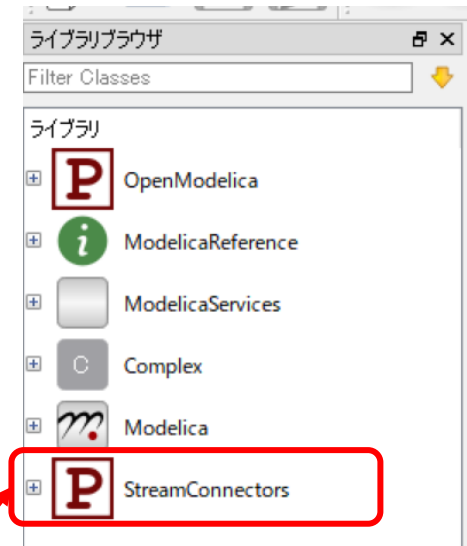 ライブラリブラウザ
Filter Classes
ライブラリ
P OpenModelica
i ModelicaReference
ModelicaServices
C Complex
m Modelica
P StreamConnectors